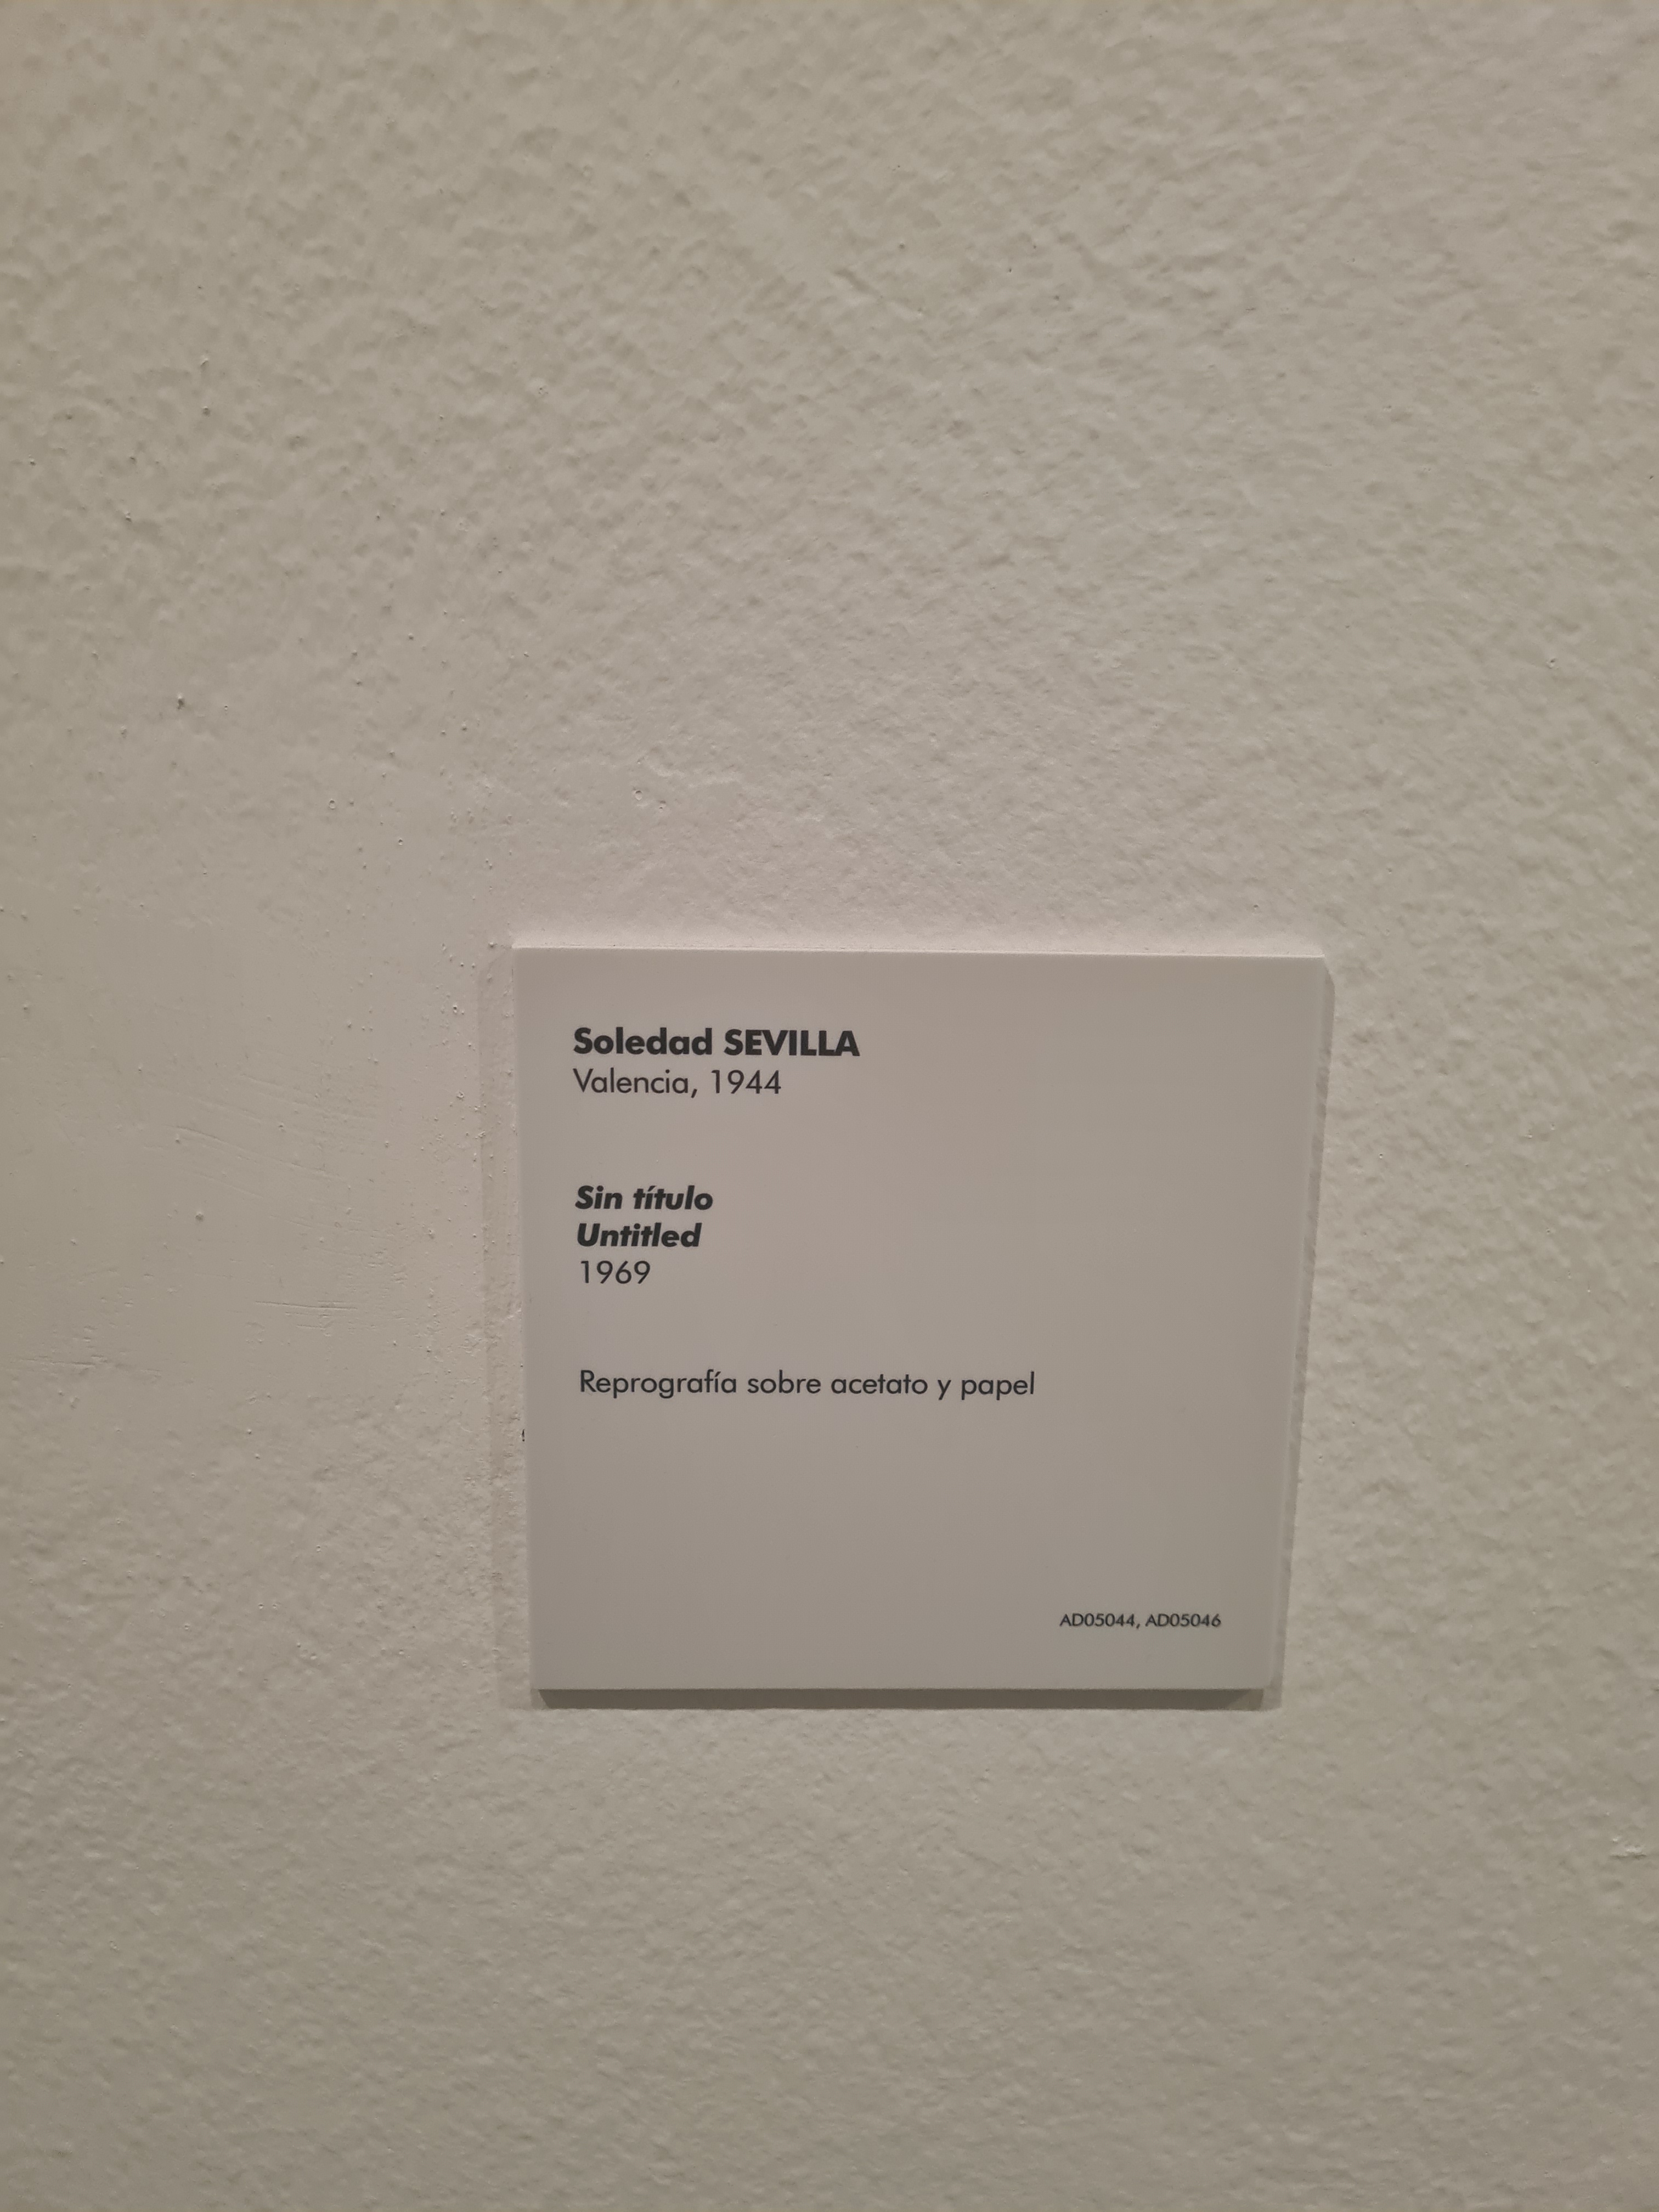 Soledad SEVILLA
Valencia, 1944
Sin título
Untitled
1969
Reprografía sobre acetato y papel
AD05044, AD05046